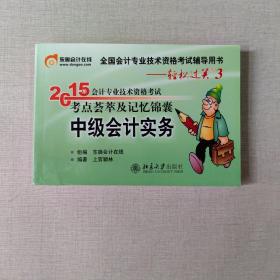 东奥会计在线
www.dongao.com
全国会计专业技术资格考试辅导用书
——轻松过关3
2015会计专业技术资格考试
考点荟萃及记忆锦囊
中级会计实务
组编 东奥会计在线
编著 上官颖林
北京大学出版社